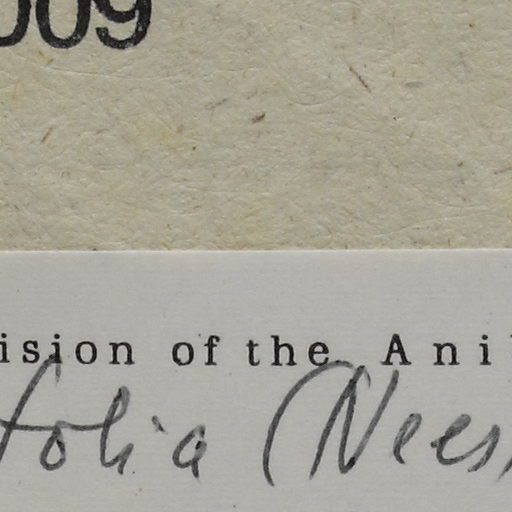 009
ision of the Ani
folia (Nees